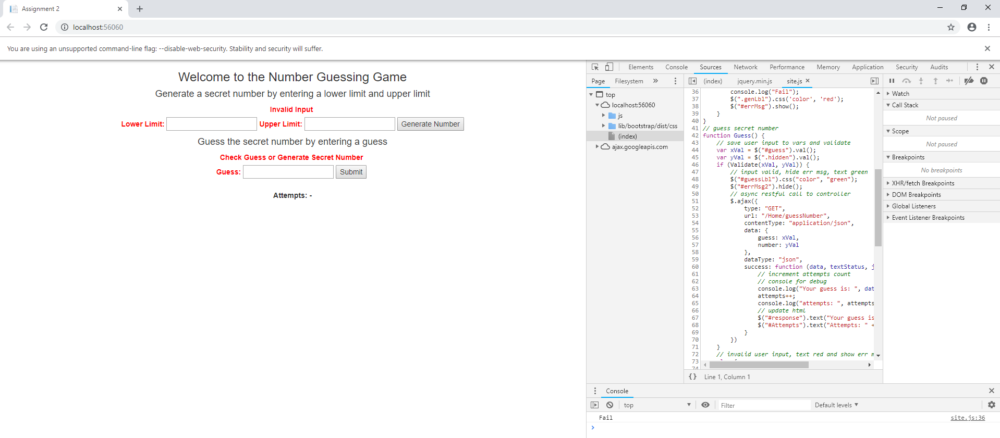 Assignment 2
localhost:56060
You are using an unsupported command-line flag: --disable-web-security. Stability and security will suffer.
Welcome to the Number Guessing Game
Generate a secret number by entering a lower limit and upper limit
Invalid Input
Lower Limit: Upper Limit: Generate Number
Guess the secret number by entering a guess
Check Guess or Generate Secret Number
Guess: Submit
Attempts: -
Elements Console Sources Network Performance Memory Application Security Audits
Page Filesystem »
top
localhost:56060
js
lib/bootstrap/dist/css
(index)
ajax.googleapis.com
(index) jquery.min.js site.js
36 console.log("Fail");
37 $(".genLbl").css('color', 'red');
38 $("#errMsg").show();
39 }
40 }
41 // guess secret number
42 function Guess() {
43 // save user input to vars and validate
44 var xVal = $("#guess").val();
45 var yVal = $(".hidden").val();
46 if (Validate(xVal, yVal)) {
47 // input valid, hide err msg, text green
48 $("#guessLbl").css("color", "green");
49 $("#errMsg2").hide();
50 // async restful call to controller
51 $.ajax({
52 type: "GET",
53 url: "/Home/guessNumber",
54 contentType: "application/json",
55 data: {
56 guess: xVal,
57 number: yVal
58 },
59 dataType: "json",
60 success: function (data, textStatus, j
61 // increment attempts count
62 // console for debug
63 console.log("Your guess is: ", dat
64 attempts++;
65 console.log("attempts: ", attempts
66 // update html
67 $("#response").text("Your guess is
68 $("#Attempts").text("Attempts: " +
69 }
70 })
71 }
72 // invalid user input, text red and show err m
73
74
{} Line 1, Column 1
Watch
Call Stack
Not paused
Scope
Not paused
Breakpoints
No breakpoints
XHR/fetch Breakpoints
DOM Breakpoints
Global Listeners
Event Listener Breakpoints
Console
top Filter Default levels
Fail site.js:36